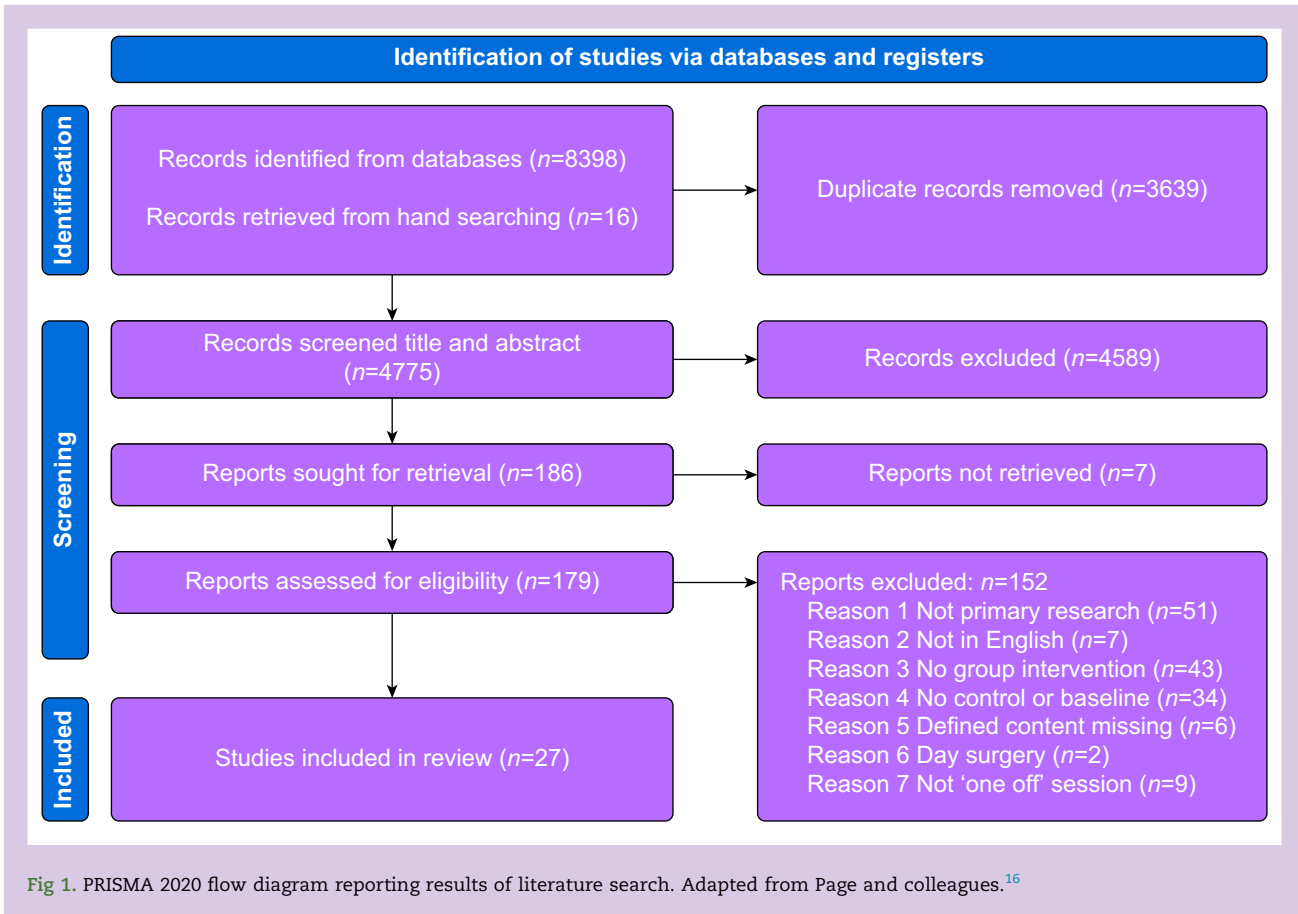 Identification of studies via databases and registers
Identification
Records identified from databases (n=8398)
Records retrieved from hand searching (n=16)
Duplicate records removed (n=3639)
Screening
Records screened title and abstract
(n=4775)
Records excluded (n=4589)
Reports sought for retrieval (n=186)
Reports not retrieved (n=7)
Reports assessed for eligibility (n=179)
Reports excluded: n=152
Reason 1 Not primary research (n=51)
Reason 2 Not in English (n=7)
Reason 3 No group intervention (n=43)
Reason 4 No control or baseline (n=34)
Reason 5 Defined content missing (n=6)
Reason 6 Day surgery (n=2)
Reason 7 Not ‘one off’ session (n=9)
Included
Studies included in review (n=27)
Fig 1. PRISMA 2020 flow diagram reporting results of literature search. Adapted from Page and colleagues.16